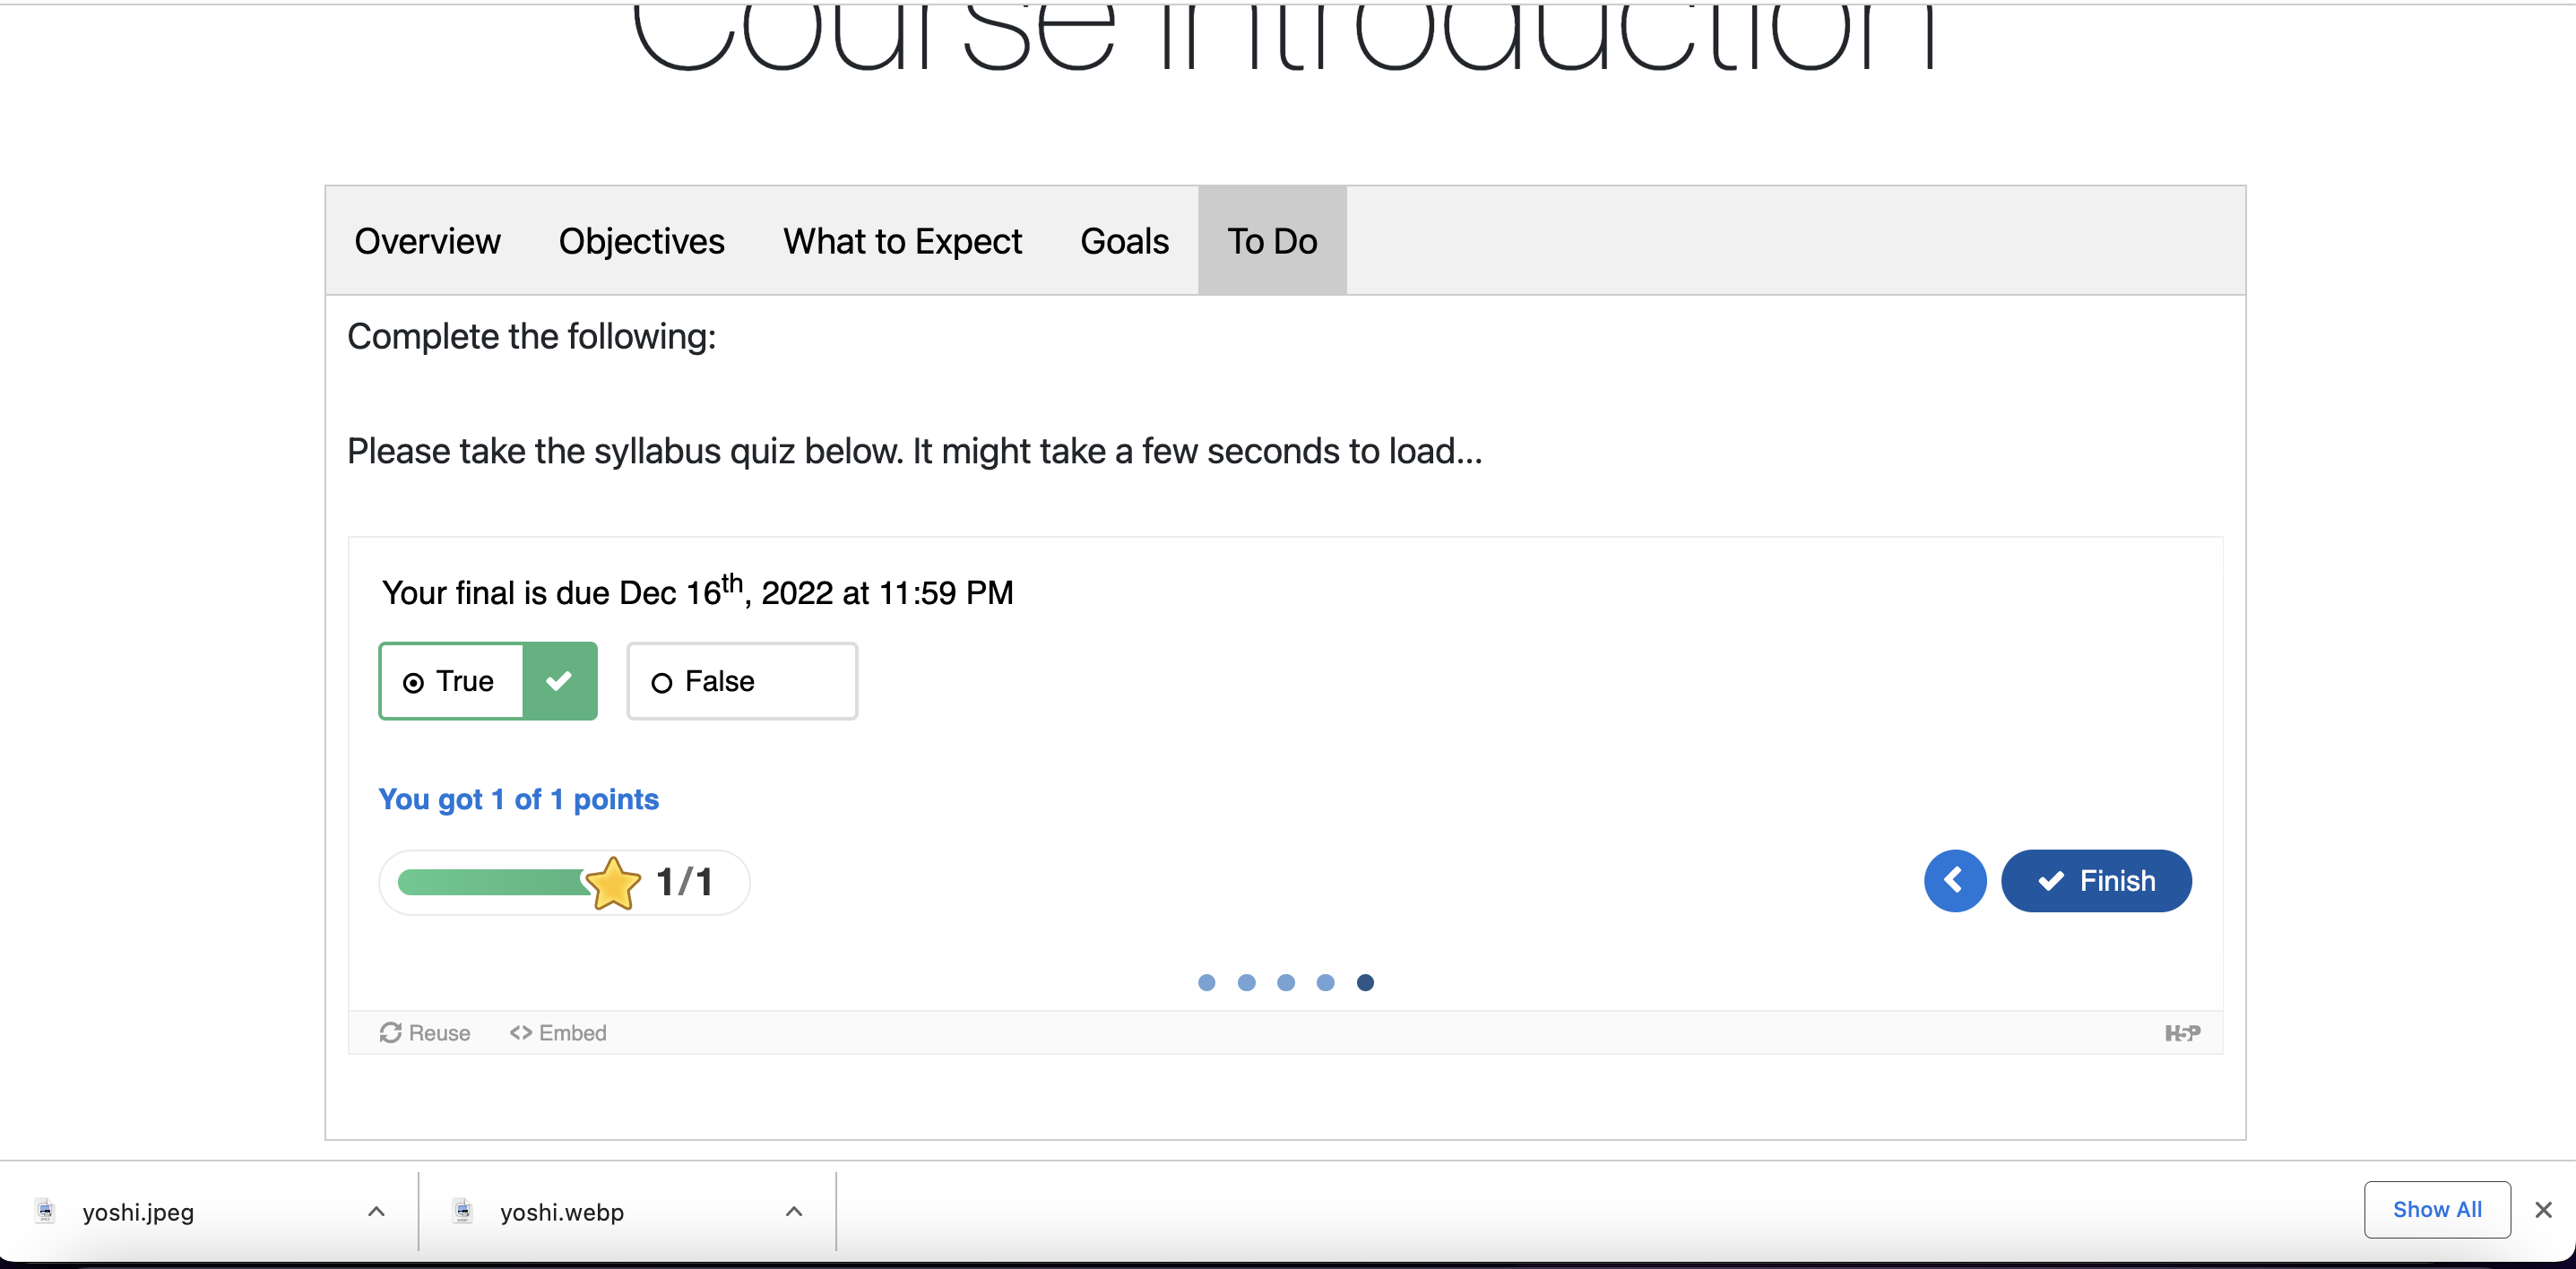 Course Introduction
Overview Objectives What to Expect Goals To Do
Complete the following:
Please take the syllabus quiz below. It might take a few seconds to load...
Your final is due Dec 16th, 2022 at 11:59 PM
True False
You got 1 of 1 points
1/1 Finish
Reuse <> Embed H5P
yoshi.jpeg yoshi.webp Show All